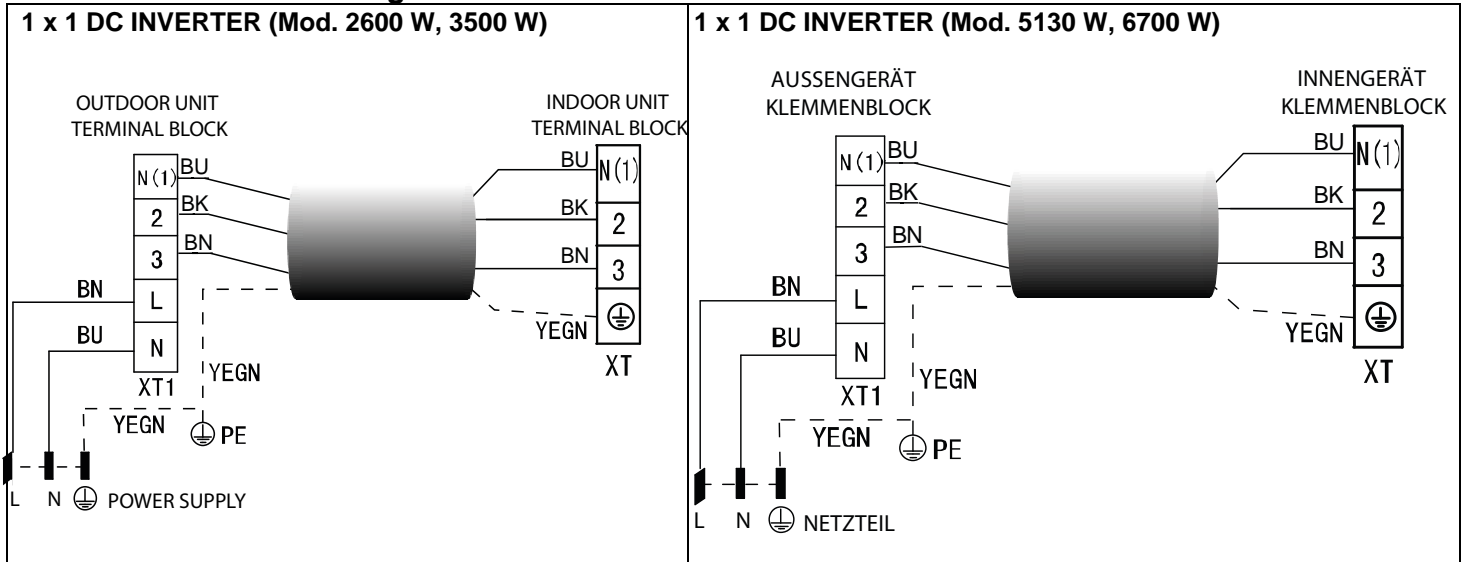 1 x 1 DC INVERTER (Mod. 2600 W, 3500 W)
OUTDOOR UNIT
TERMINAL BLOCK
INDOOR UNIT
TERMINAL BLOCK
N(1) BU
2 BK
3 BN
BN L
BU N
XT1
BU N(1)
BK 2
BN 3
YEGN
XT
YEGN
YEGN
PE
L N POWER SUPPLY
1 x 1 DC INVERTER (Mod. 5130 W, 6700 W)
AUSSENGERÄT
KLEMMENBLOCK
INNENGERÄT
KLEMMENBLOCK
N(1) BU
2 BK
3 BN
BN L
BU N
XT1
BU N(1)
BK 2
BN 3
YEGN
XT
YEGN
YEGN
PE
L N NETZTEIL